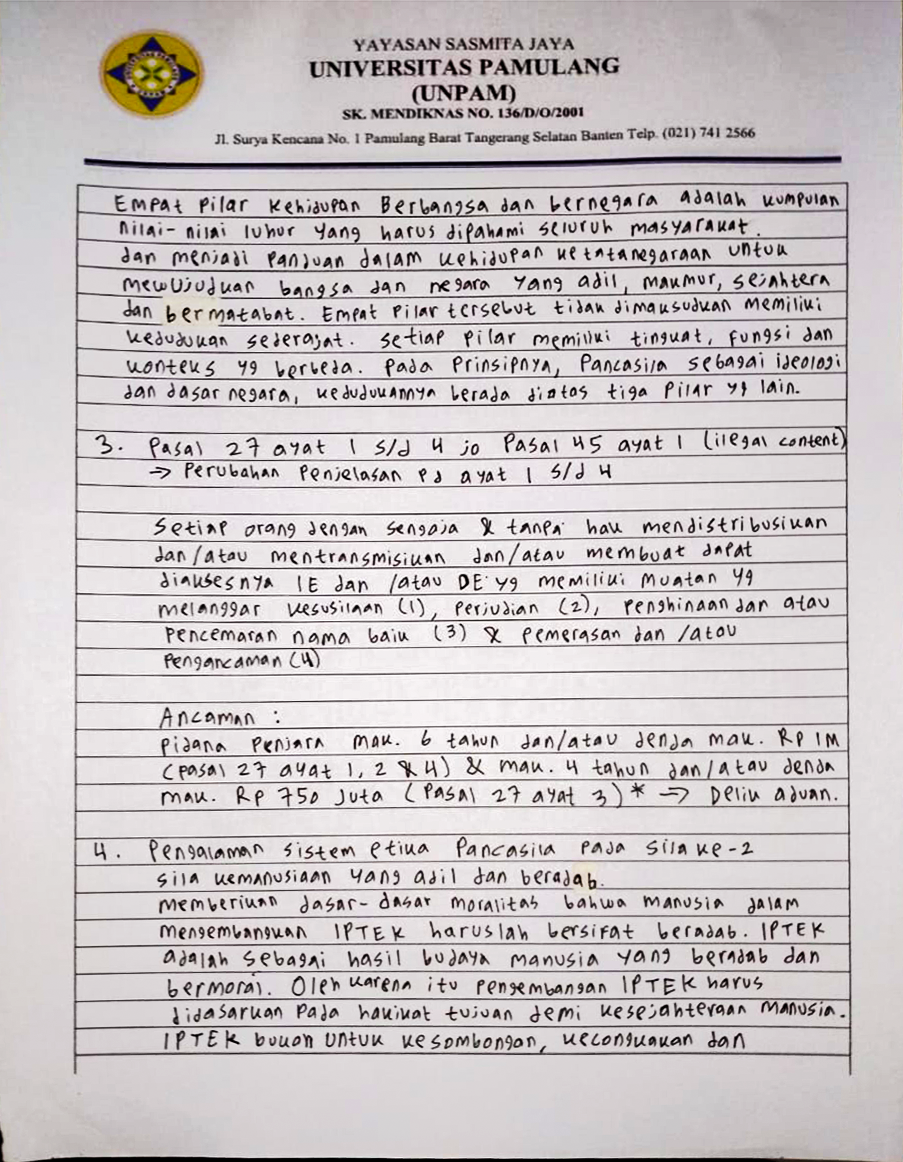 YAYASAN SASMITA JAYA
UNIVERSITAS PAMULANG
(UNPAM)
SK. MENDIKNAS NO. 136/D/O/2001
Jl. Surya Kencana No. 1 Pamulang Barat Tangerang Selatan Banten Telp. (021) 741 2566
Empat Pilar Kehidupan Berbangsa dan bernegara adalah kumpulan
nilai-nilai luhur yang harus dipahami seluruh masyarakat.
dan menjadi panduan dalam kehidupan ketatanegaraan untuk
mewujudkan bangsa dan negara yang adil, makmur, sejahtera
dan bermatabat. Empat pilar tersebut tidak dimaksudkan memiliki
kedudukan sederajat. setiap pilar memiliki tingkat, fungsi dan
konteks yg berbeda. Pada Prinsipnya, Pancasila sebagai ideologi
dan dasar negara, kedudukannya berada diatas tiga pilar yg lain.
3. Pasal 27 ayat 1 s/d 4 jo Pasal 45 ayat 1 (ilegal content)
⇒ Perubahan Penjelasan pd ayat 1 s/d 4
Setiap orang dengan sengaja & tanpa hak mendistribusikan
dan/atau mentransmisikan dan/atau membuat dapat
diaksesnya IE dan /atau DE yg memiliki muatan yg
melanggar kesusilaan (1), perjudian (2), penghinaan dan atau
pencemaran nama baik (3) & pemerasan dan /atau
pengancaman (4)
Ancaman :
pidana penjara mak. 6 tahun dan/atau denda mak. RP 1M
(pasal 27 ayat 1, 2 & 4) & mak. 4 tahun dan/atau denda
mak. Rp 750 Juta (Pasal 27 ayat 3)* → Delik aduan.
4. Pengalaman sistem etika Pancasila pada sila ke-2
sila kemanusiaan yang adil dan beradab.
memberikan dasar-dasar moralitas bahwa manusia dalam
mengembangkan IPTEK haruslah bersifat beradab. IPTEK
adalah sebagai hasil budaya manusia yang beradab dan
bermoral. Oleh karena itu pengembangan IPTEK harus
didasarkan pada hakikat tujuan demi kesejahteraan manusia.
IPTEK bukan untuk kesombongan, kecongkakan dan